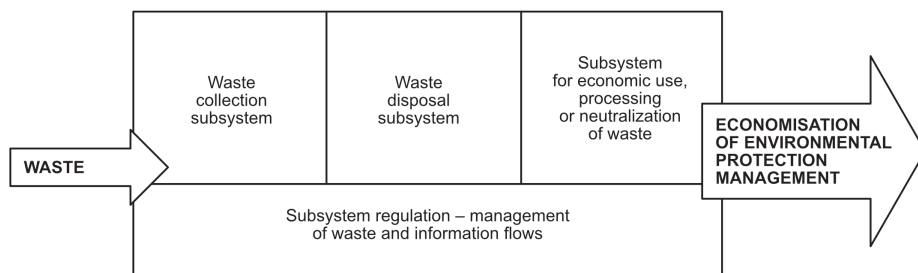 WASTE
Waste
collection
subsystem
Waste
disposal
subsystem
Subsystem
for economic use,
processing
or neutralization
of waste
ECONOMISATION
OF ENVIRONMENTAL
PROTECTION
MANAGEMENT
Subsystem regulation – management
of waste and information flows